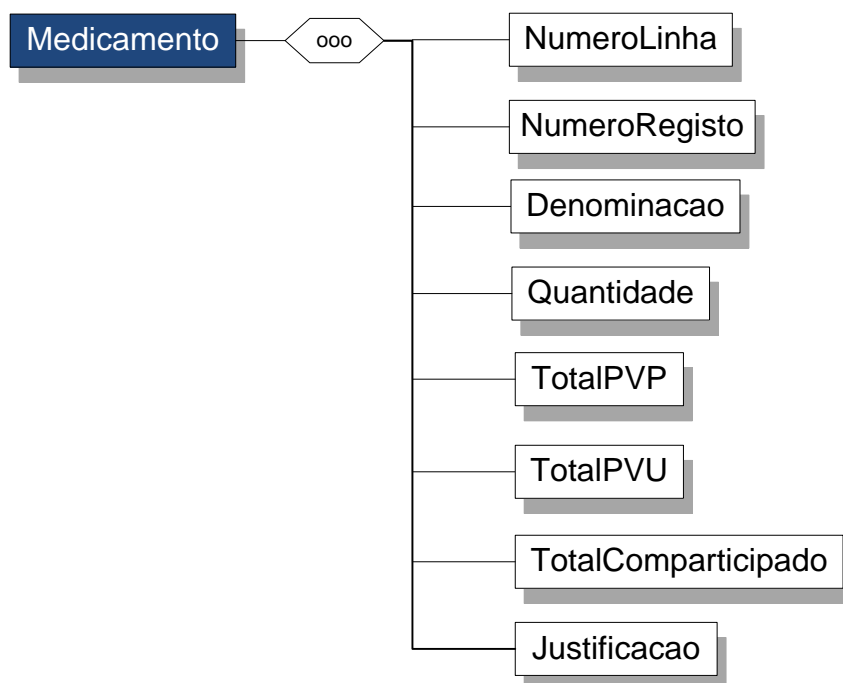 Medicamento
ooo
NumeroLinha
NumeroRegisto
Denominacao
Quantidade
TotalPVP
TotalPVU
TotalComparticipado
Justificacao